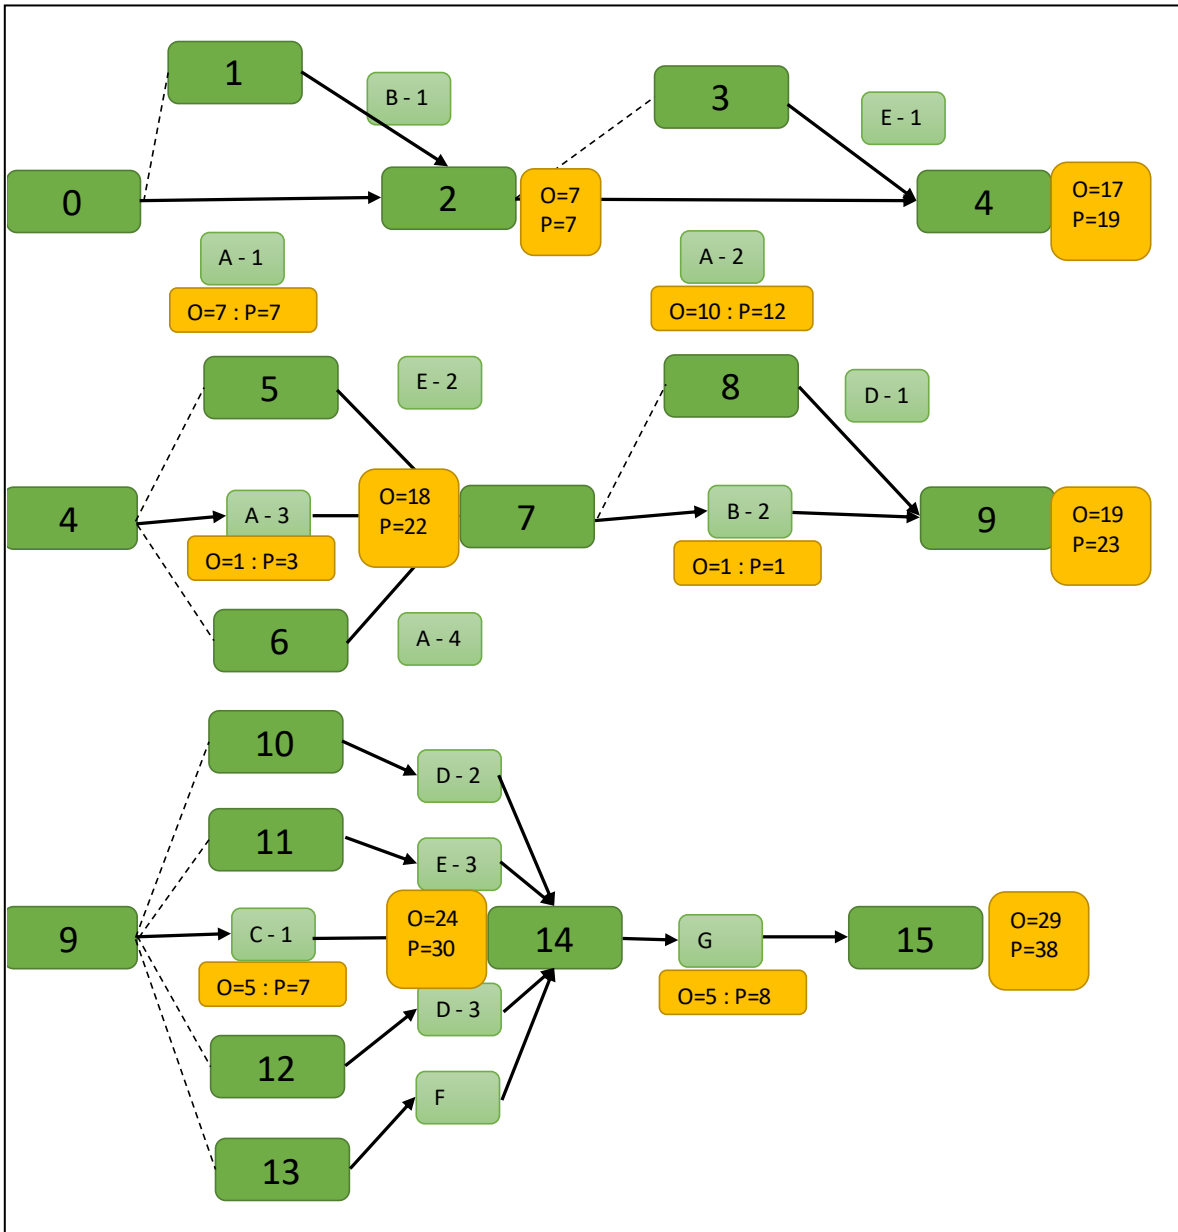 1
B - 1
3
E - 1
0
2
O=7
P=7
4
O=17
P=19
A - 1
O=7 : P=7
A - 2
O=10 : P=12
5
E - 2
8
D - 1
4
A - 3
O=1 : P=3
O=18
P=22
7
B - 2
O=1 : P=1
9
O=19
P=23
6
A - 4
10
D - 2
11
E - 3
9
C - 1
O=5 : P=7
O=24
P=30
14
G
O=5 : P=8
15
O=29
P=38
D - 3
12
F
13